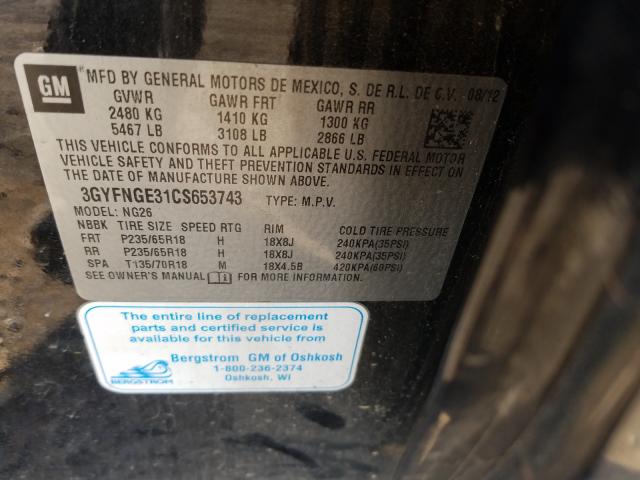 GM
MFD BY GENERAL MOTORS DE MEXICO, S. DE R.L. DE C.V. 08/12
GVWR GAWR FRT GAWR RR
2480 KG 1410 KG 1300 KG
5467 LB 3108 LB 2866 LB
THIS VEHICLE CONFORMS TO ALL APPLICABLE U.S. FEDERAL MOTOR
VEHICLE SAFETY AND THEFT PREVENTION STANDARDS IN EFFECT ON
THE DATE OF MANUFACTURE SHOWN ABOVE.
3GYFNGE31CS653743 TYPE: M.P.V.
MODEL: NG26
NBBK TIRE SIZE SPEED RTG RIM COLD TIRE PRESSURE
FRT P235/65R18 H 18X8J 240KPA(35PSI)
RR P235/65R18 H 18X8J 240KPA(35PSI)
SPA T135/70R18 M 18X4.5B 420KPA(60PSI)
SEE OWNER'S MANUAL FOR MORE INFORMATION.
The entire line of replacement
parts and certified service is
available for this vehicle from
Bergstrom GM of Oshkosh
1-800-236-2374
Oshkosh, WI
BERGSTROM